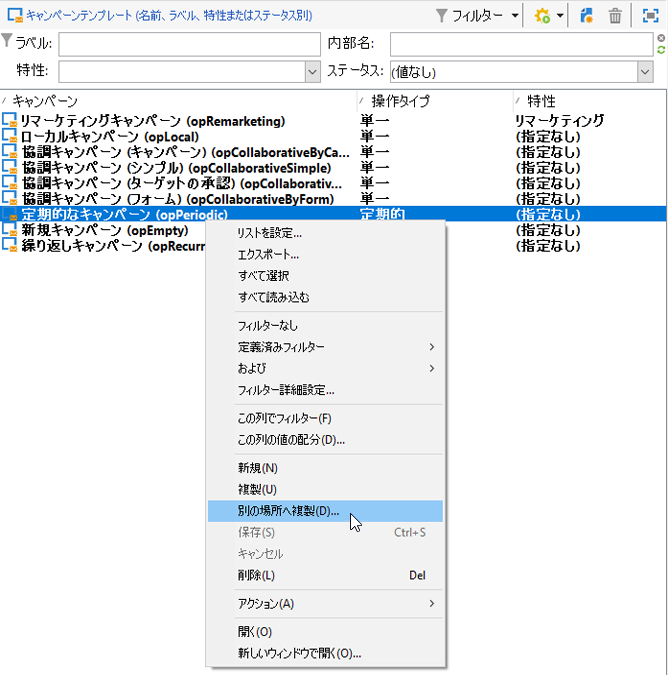 キャンペーンテンプレート (名前、ラベル、特性またはステータス別) フィルター
ラベル: 内部名:
特性: ステータス: (値なし)
キャンペーン 操作タイプ 特性
リマーケティングキャンペーン (opRemarketing) 単一 リマーケティング
ローカルキャンペーン (opLocal) 単一 (指定なし)
協調キャンペーン (キャンペーン) (opCollaborativeByCa... 単一 (指定なし)
協調キャンペーン (シンプル) (opCollaborativeSimple) 単一 (指定なし)
協調キャンペーン (ターゲットの承認) (opCollaborativ... 単一 (指定なし)
協調キャンペーン (フォーム) (opCollaborativeByForm) 単一 (指定なし)
定期的なキャンペーン (opPeriodic) 定期的 (指定なし)
新規キャンペーン (opEmpty) (指定なし)
繰り返しキャンペーン (opRecurr (指定なし)
リストを設定...
エクスポート...
すべて選択
すべて読み込む
フィルターなし
定義済みフィルター
および
フィルター詳細設定...
この列でフィルター(F)
この列の値の配分(D)...
新規(N)
複製(U)
別の場所へ複製(D)...
保存(S) Ctrl+S
キャンセル
削除(L) Del
アクション(A)
開く(O)
新しいウィンドウで開く(O)...